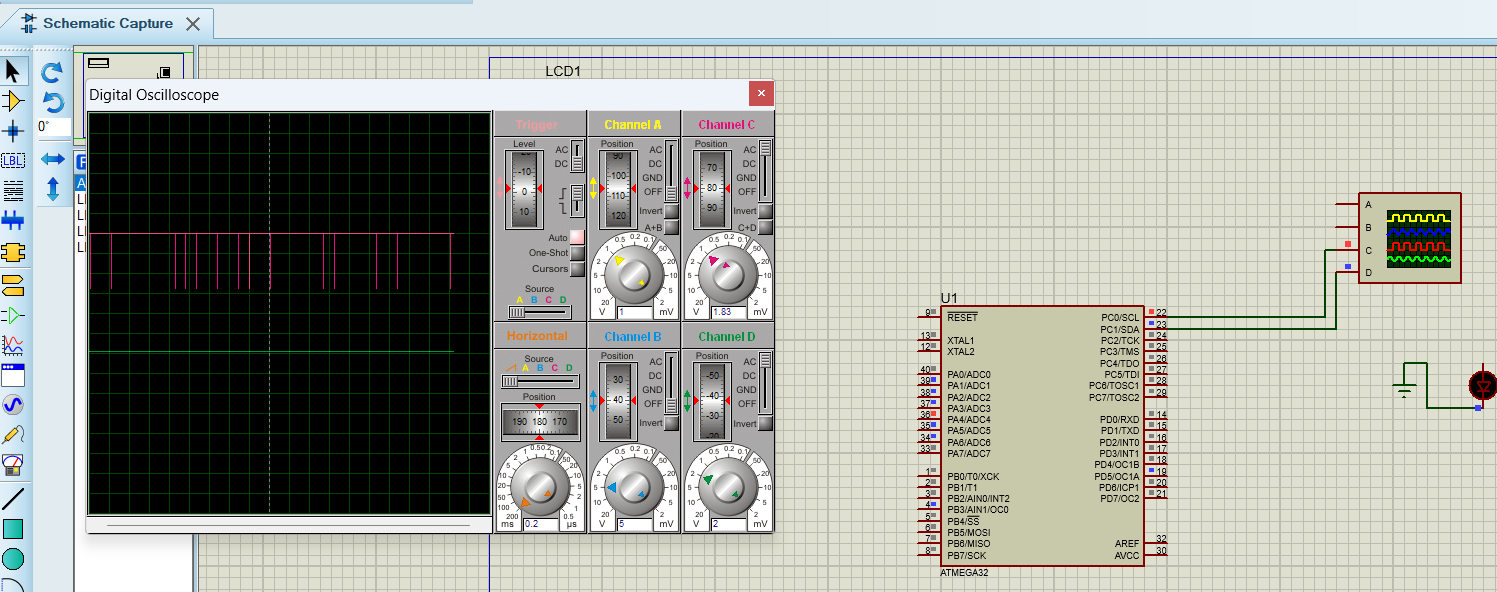 Schematic Capture
LCD1
Digital Oscilloscope
0°
LBL
Trigger
Level
AC
DC
-10
0
10
Auto
One-Shot
Cursors
Source
A B C D
Channel A
Position
AC
DC
GND
OFF
90
100
110
120
Invert
A+B
V
1
mV
Channel C
Position
AC
DC
GND
OFF
70
80
90
Invert
C+D
V
1.83
mV
Horizontal
Source
A B C D
Position
190 180 170
ms
0.2
µs
Channel B
Position
AC
DC
GND
OFF
30
40
50
Invert
V
5
mV
Channel D
Position
AC
DC
GND
OFF
-50
-40
-30
-20
Invert
V
2
mV
A
B
C
D
U1
9 RESET
13 XTAL1
12 XTAL2
40 PA0/ADC0
39 PA1/ADC1
38 PA2/ADC2
37 PA3/ADC3
36 PA4/ADC4
35 PA5/ADC5
34 PA6/ADC6
33 PA7/ADC7
1 PB0/T0/XCK
2 PB1/T1
3 PB2/AIN0/INT2
4 PB3/AIN1/OC0
5 PB4/SS
6 PB5/MOSI
7 PB6/MISO
8 PB7/SCK
PC0/SCL 22
PC1/SDA 23
PC2/TCK 24
PC3/TMS 25
PC4/TDO 26
PC5/TDI 27
PC6/TOSC1 28
PC7/TOSC2 29
PD0/RXD 14
PD1/TXD 15
PD2/INT0 16
PD3/INT1 17
PD4/OC1B 18
PD5/OC1A 19
PD6/ICP1 20
PD7/OC2 21
AREF 32
AVCC 30
ATMEGA32